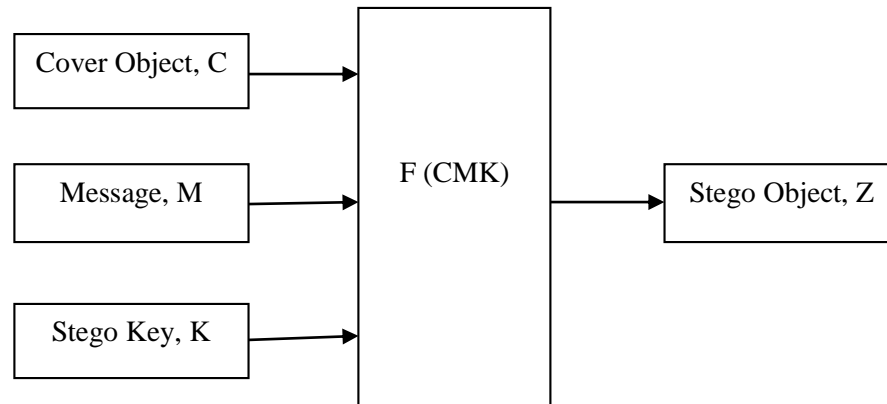 Cover Object, C
Message, M
Stego Key, K
F (CMK)
Stego Object, Z